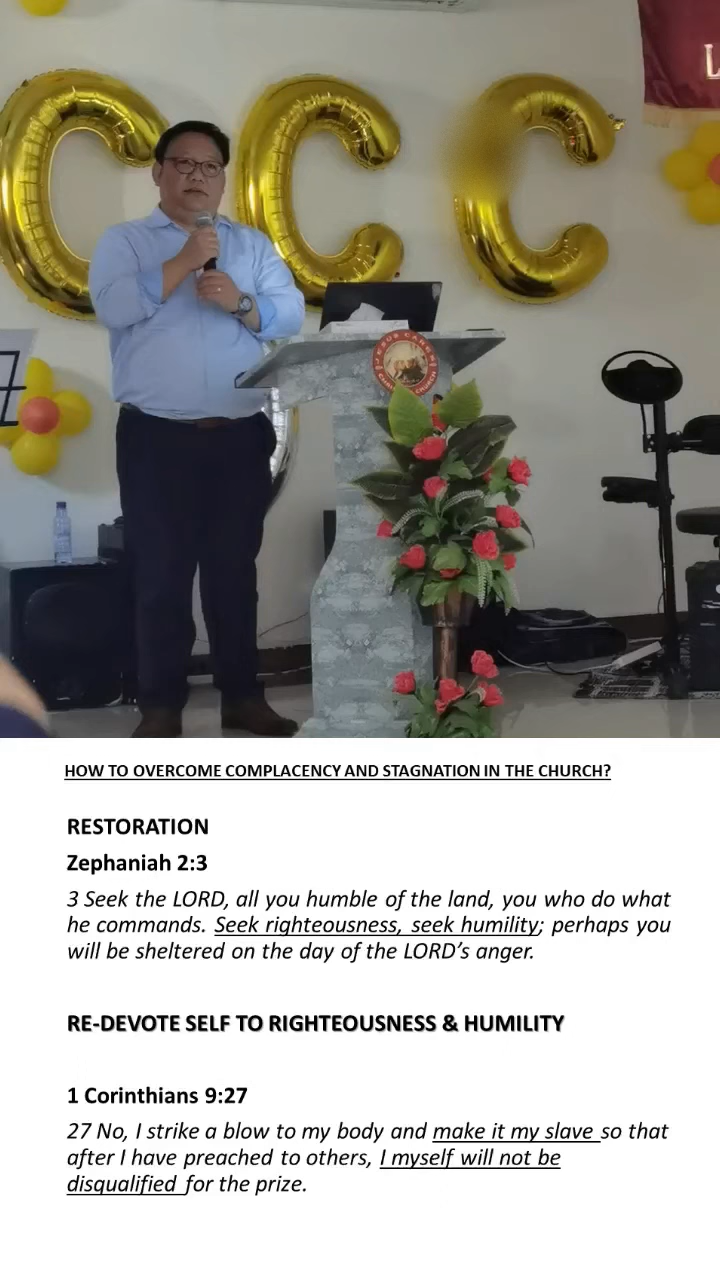 CCC
L
JESUS CARES
CHURCH
HOW TO OVERCOME COMPLACENCY AND STAGNATION IN THE CHURCH?
RESTORATION
Zephaniah 2:3
3 Seek the LORD, all you humble of the land, you who do what
he commands. Seek righteousness, seek humility; perhaps you
will be sheltered on the day of the LORD’s anger.
RE-DEVOTE SELF TO RIGHTEOUSNESS & HUMILITY
1 Corinthians 9:27
27 No, I strike a blow to my body and make it my slave so that
after I have preached to others, I myself will not be
disqualified for the prize.